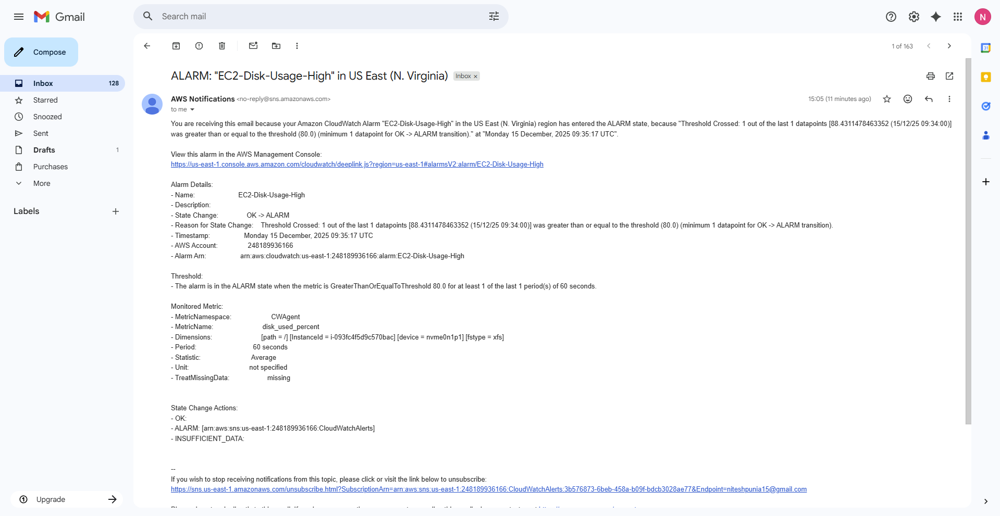 Gmail
Search mail
N
Compose
1 of 163
31
ALARM: "EC2-Disk-Usage-High" in US East (N. Virginia)
Inbox ×
Inbox 128
Starred
Snoozed
Sent
Drafts 1
Purchases
More
Labels
AWS Notifications <no-reply@sns.amazonaws.com>
15:05 (11 minutes ago)
to me
You are receiving this email because your Amazon CloudWatch Alarm "EC2-Disk-Usage-High" in the US East (N. Virginia) region has entered the ALARM state, because "Threshold Crossed: 1 out of the last 1 datapoints [88.4311478463352 (15/12/25 09:34:00)]
was greater than or equal to the threshold (80.0) (minimum 1 datapoint for OK -> ALARM transition)." at "Monday 15 December, 2025 09:35:17 UTC".
View this alarm in the AWS Management Console:
https://us-east-1.console.aws.amazon.com/cloudwatch/deeplink.js?region=us-east-1#alarmsV2:alarm/EC2-Disk-Usage-High
Alarm Details:
- Name: EC2-Disk-Usage-High
- Description:
- State Change: OK -> ALARM
- Reason for State Change: Threshold Crossed: 1 out of the last 1 datapoints [88.4311478463352 (15/12/25 09:34:00)] was greater than or equal to the threshold (80.0) (minimum 1 datapoint for OK -> ALARM transition).
- Timestamp: Monday 15 December, 2025 09:35:17 UTC
- AWS Account: 248189936166
- Alarm Arn: arn:aws:cloudwatch:us-east-1:248189936166:alarm:EC2-Disk-Usage-High
Threshold:
- The alarm is in the ALARM state when the metric is GreaterThanOrEqualToThreshold 80.0 for at least 1 of the last 1 period(s) of 60 seconds.
Monitored Metric:
- MetricNamespace: CWAgent
- MetricName: disk_used_percent
- Dimensions: [path = /] [InstanceId = i-093fc4f5d9c570bac] [device = nvme0n1p1] [fstype = xfs]
- Period: 60 seconds
- Statistic: Average
- Unit: not specified
- TreatMissingData: missing
State Change Actions:
- OK:
- ALARM: [arn:aws:sns:us-east-1:248189936166:CloudWatchAlerts]
- INSUFFICIENT_DATA:
--
If you wish to stop receiving notifications from this topic, please click or visit the link below to unsubscribe:
https://sns.us-east-1.amazonaws.com/unsubscribe.html?SubscriptionArn=arn:aws:sns:us-east-1:248189936166:CloudWatchAlerts:3b576873-6beb-458a-b09f-bdcb3028ae77&Endpoint=niteshpunia15@gmail.com
Upgrade